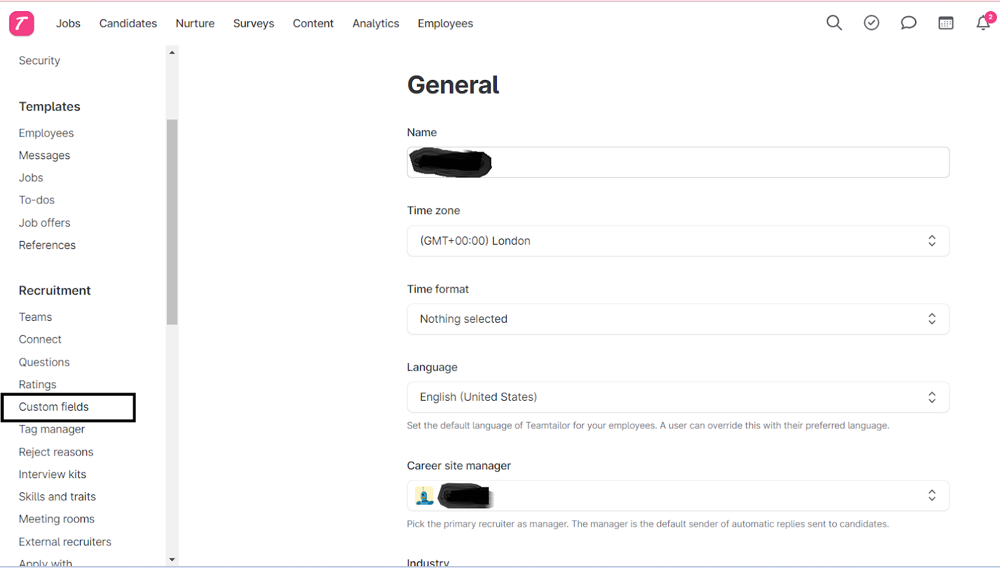 T
Jobs Candidates Nurture Surveys Content Analytics Employees
2
Security
Templates
Employees
Messages
Jobs
To-dos
Job offers
References
Recruitment
Teams
Connect
Questions
Ratings
Custom fields
Tag manager
Reject reasons
Interview kits
Skills and traits
Meeting rooms
External recruiters
Apply with
General
Name
Time zone
(GMT+00:00) London
Time format
Nothing selected
Language
English (United States)
Set the default language of Teamtailor for your employees. A user can override this with their preferred language.
Career site manager
Pick the primary recruiter as manager. The manager is the default sender of automatic replies sent to candidates.
Industry